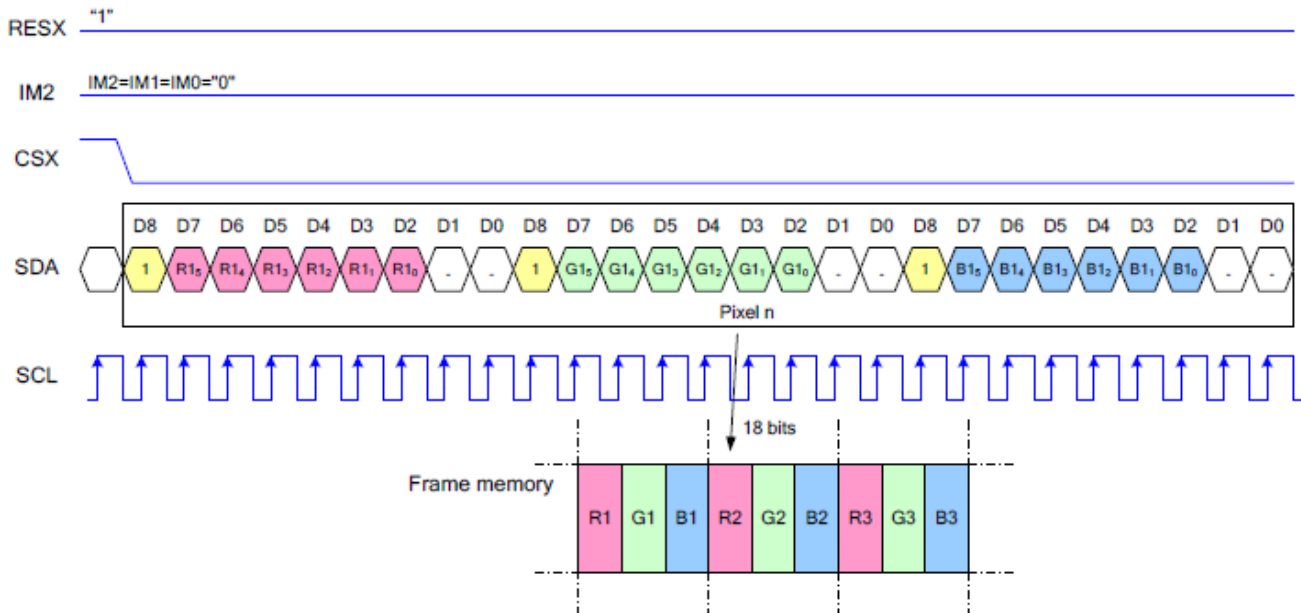 "1"
RESX
IM2=IM1=IM0="0"
IM2
CSX
D8 D7 D6 D5 D4 D3 D2 D1 D0 D8 D7 D6 D5 D4 D3 D2 D1 D0 D8 D7 D6 D5 D4 D3 D2 D1 D0
SDA 1 R1₅ R1₄ R1₃ R1₂ R1₁ R1₀ - - 1 G1₅ G1₄ G1₃ G1₂ G1₁ G1₀ - - 1 B1₅ B1₄ B1₃ B1₂ B1₁ B1₀ - -
Pixel n
SCL
18 bits
Frame memory
R1 G1 B1 R2 G2 B2 R3 G3 B3